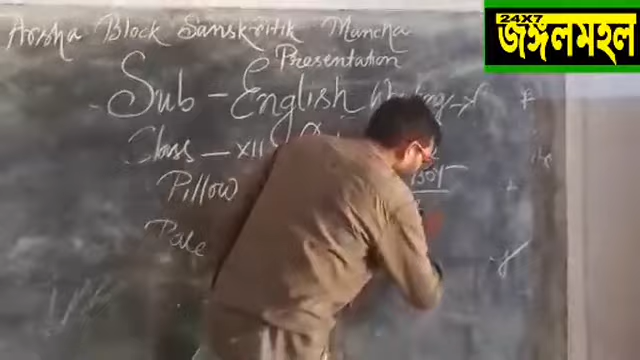 24X7
জঙ্গলমহল
Arsha Block Sanskritik Mancha
Presentation
Sub - English
Class - XII
Pillow
Pale